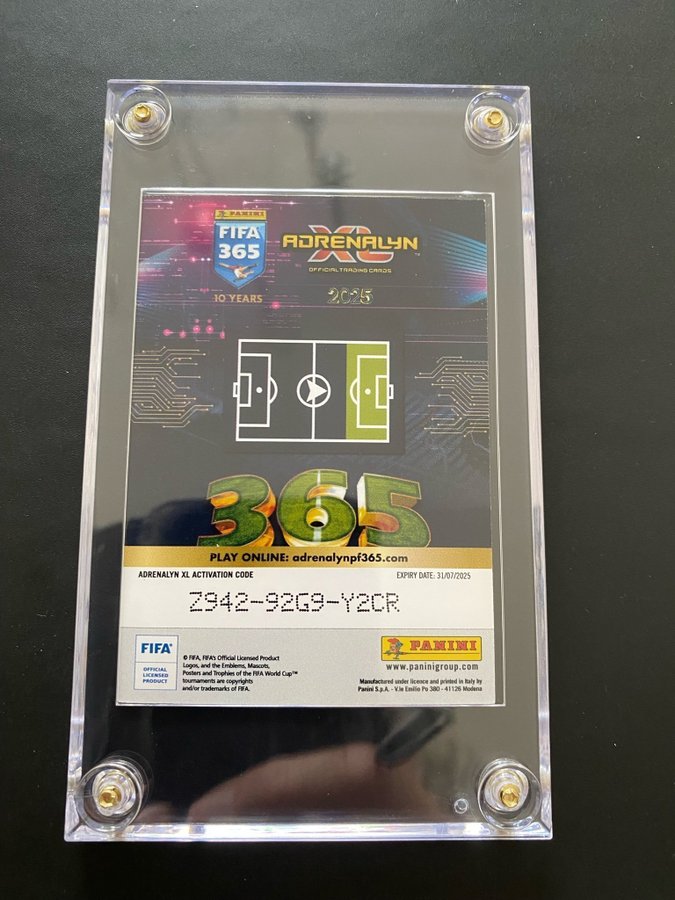 PANINI
FIFA
365
10 YEARS
ADRENALYN
XL™
OFFICIAL TRADING CARDS
2025
365
PLAY ONLINE: adrenalynpf365.com
ADRENALYN XL ACTIVATION CODE
EXPIRY DATE: 31/07/2025
Z942-92G9-Y2CR
FIFA
OFFICIAL
LICENSED
PRODUCT
© FIFA, FIFA's Official Licensed Product
Logos, and the Emblems, Mascots,
Posters and Trophies of the FIFA World Cup™
tournaments are copyrights
and/or trademarks of FIFA.
PANINI
www.paninigroup.com
Manufactured under licence and printed in Italy by
Panini S.p.A. - V.le Emilio Po 380 - 41126 Modena